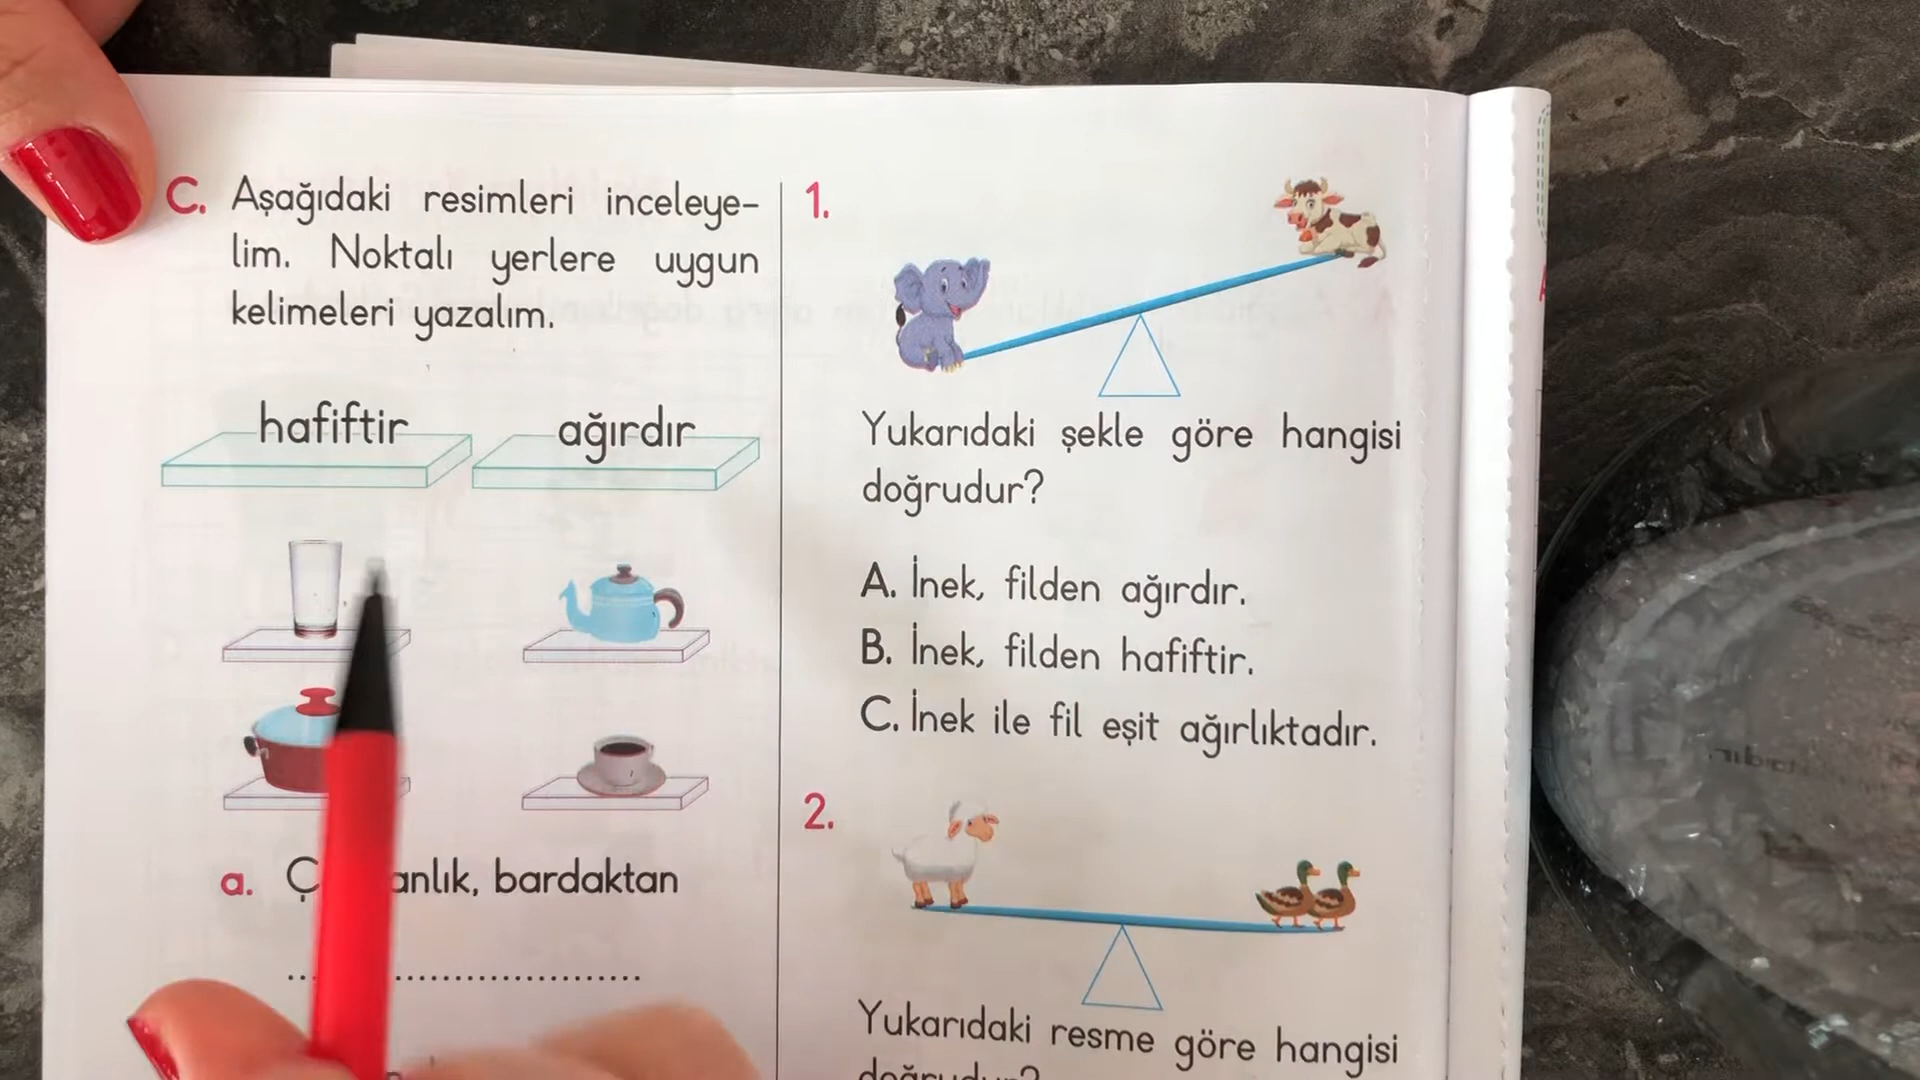 C. Aşağıdaki resimleri inceleye-
lim. Noktalı yerlere uygun
kelimeleri yazalım.
hafiftir
ağırdır
a.
bardaktan
.......................................
1.
Yukarıdaki şekle göre hangisi
doğrudur?
A. İnek, filden ağırdır.
B. İnek, filden hafiftir.
C. İnek ile fil eşit ağırlıktadır.
2.
Yukarıdaki resme göre hangisi
doğrudur?